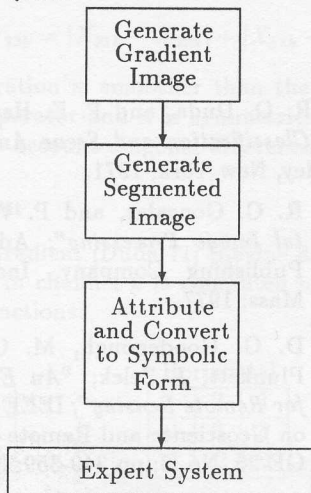 Generate
Gradient
Image
Generate
Segmented
Image
Attribute
and Convert
to Symbolic
Form
Expert System